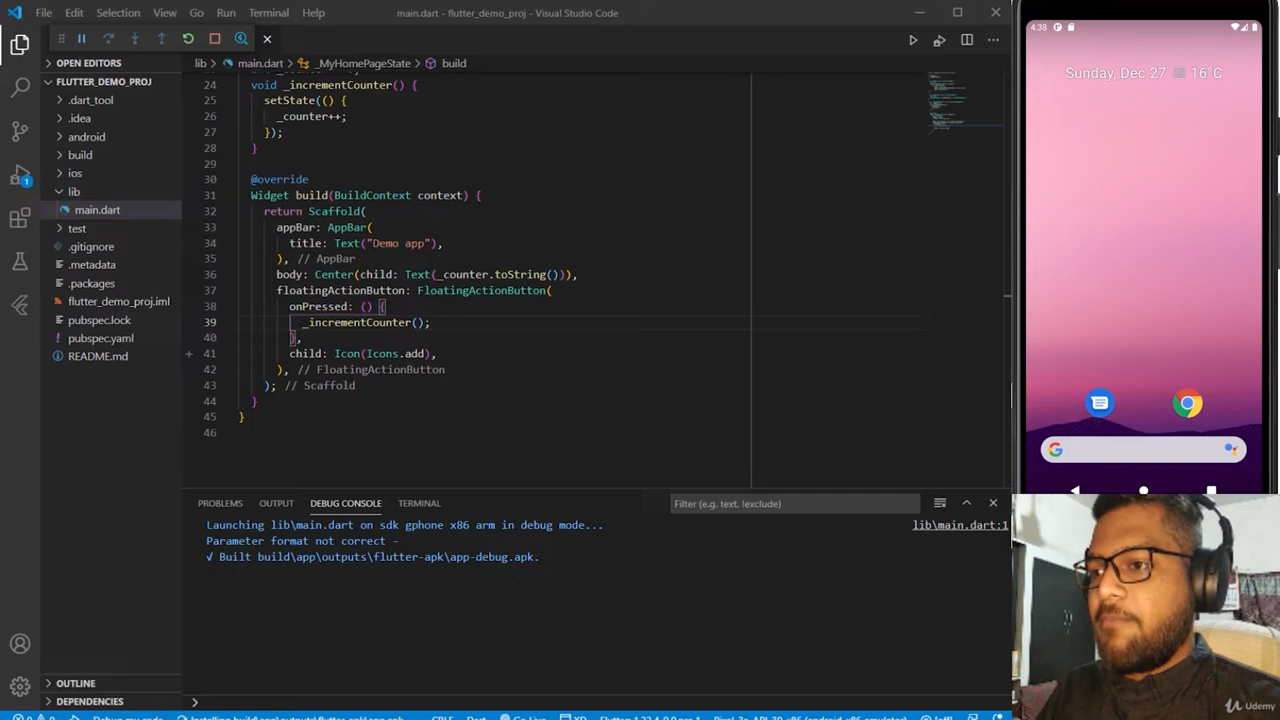 File Edit Selection View Go Run Terminal Help
main.dart - flutter_demo_proj - Visual Studio Code
OPEN EDITORS
FLUTTER_DEMO_PROJ
.dart_tool
.idea
android
build
ios
lib
main.dart
test
.gitignore
.metadata
.packages
flutter_demo_proj.iml
pubspec.lock
pubspec.yaml
README.md
OUTLINE
DEPENDENCIES
1
lib > main.dart > _MyHomePageState > build
24 void _incrementCounter() {
25 setState(() {
26 _counter++;
27 });
28 }
29
30 @override
31 Widget build(BuildContext context) {
32 return Scaffold(
33 appBar: AppBar(
34 title: Text("Demo app"),
35 ), // AppBar
36 body: Center(child: Text(_counter.toString())),
37 floatingActionButton: FloatingActionButton(
38 onPressed: () {
39 _incrementCounter();
40 },
41 child: Icon(Icons.add),
42 ), // FloatingActionButton
43 ); // Scaffold
44 }
45 }
46
PROBLEMS OUTPUT DEBUG CONSOLE TERMINAL
Filter (e.g. text, !exclude)
Launching lib\main.dart on sdk gphone x86 arm in debug mode...
lib\main.dart:1
Parameter format not correct -
√ Built build\app\outputs\flutter-apk\app-debug.apk.
4:38
Sunday, Dec 27
16°C
Udemy